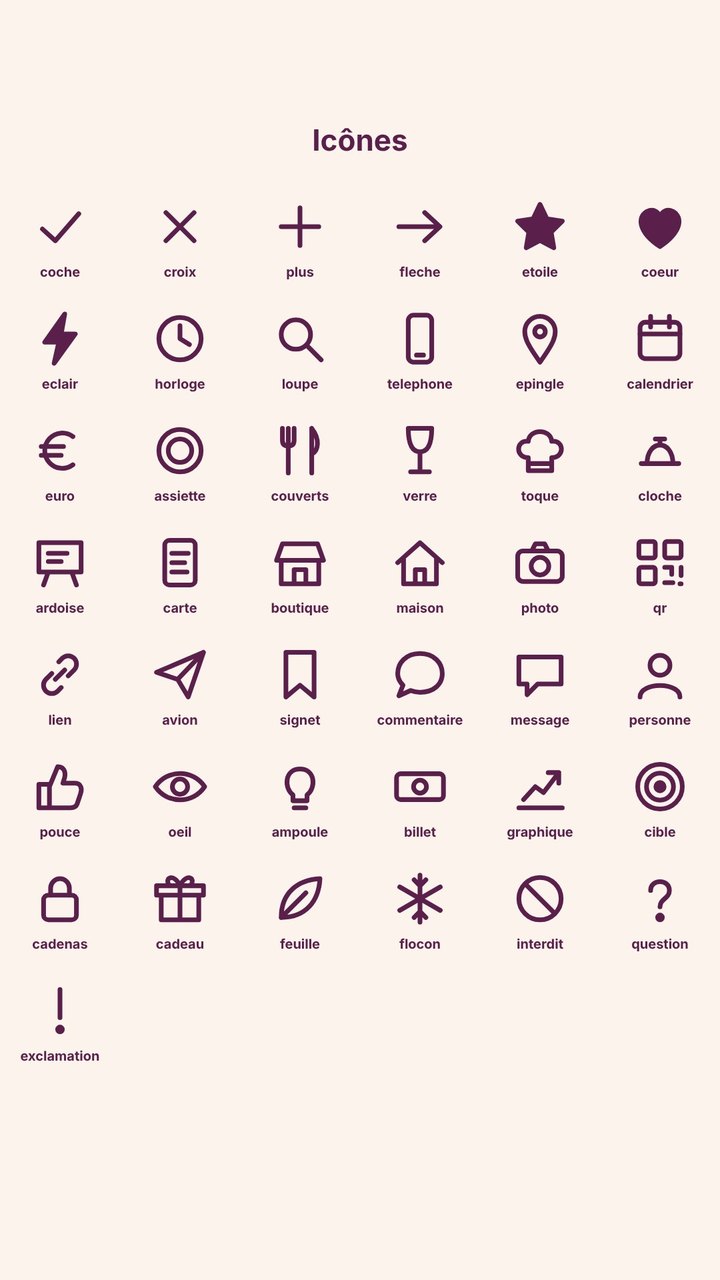 Icônes
coche croix plus fleche etoile coeur
eclair horloge loupe telephone epingle calendrier
euro assiette couverts verre toque cloche
ardoise carte boutique maison photo qr
lien avion signet commentaire message personne
pouce oeil ampoule billet graphique cible
cadenas cadeau feuille flocon interdit question
exclamation